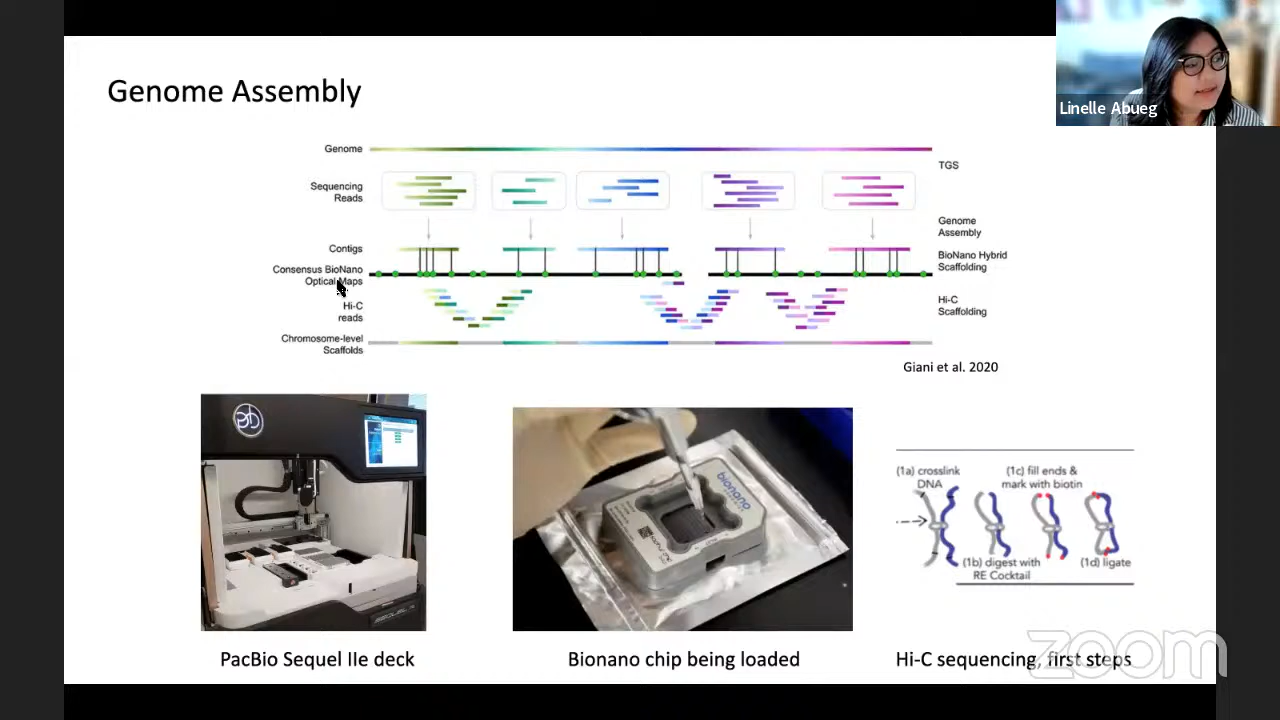 Linelle Abueg
Genome Assembly
Genome
TGS
Sequencing
Reads
Genome
Assembly
Contigs
BioNano Hybrid
Scaffolding
Consensus BioNano
Optical Maps
Hi-C
reads
Hi-C
Scaffolding
Chromosome-level
Scaffolds
Giani et al. 2020
bionano
(1a) crosslink
DNA
(1c) fill ends &
mark with biotin
(1b) digest with
RE Cocktail
(1d) ligate
PacBio Sequel IIe deck
Bionano chip being loaded
Hi-C sequencing, first steps
zoom